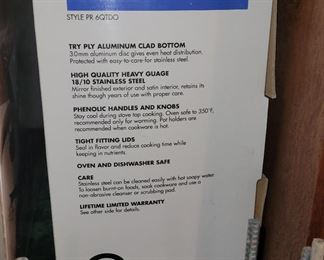 STYLE PR 6QTDO
TRY PLY ALUMINUM CLAD BOTTOM
3.0mm aluminum disc gives even heat distribution.
Protected with easy-to-care-for stainless steel.
HIGH QUALITY HEAVY GUAGE
18/10 STAINLESS STEEL
Mirror finished exterior and satin interior, retains its
shine though years of use with proper care.
PHENOLIC HANDLES AND KNOBS
Stay cool during stove top cooking. Oven safe to 350°F,
recommended only for warming. Pot holders are
recommended when cookware is hot.
TIGHT FITTING LIDS
Seal in flavor and reduce cooking time while
keeping in nutrients
OVEN AND DISHWASHER SAFE
CARE
Stainless steel can be cleaned easily with hot soapy water
To loosen burnt-on foods, soak cookware and use a
non-abrasive cleanser or scrubbing pad.
LIFETIME LIMITED WARRANTY
See other side for details.